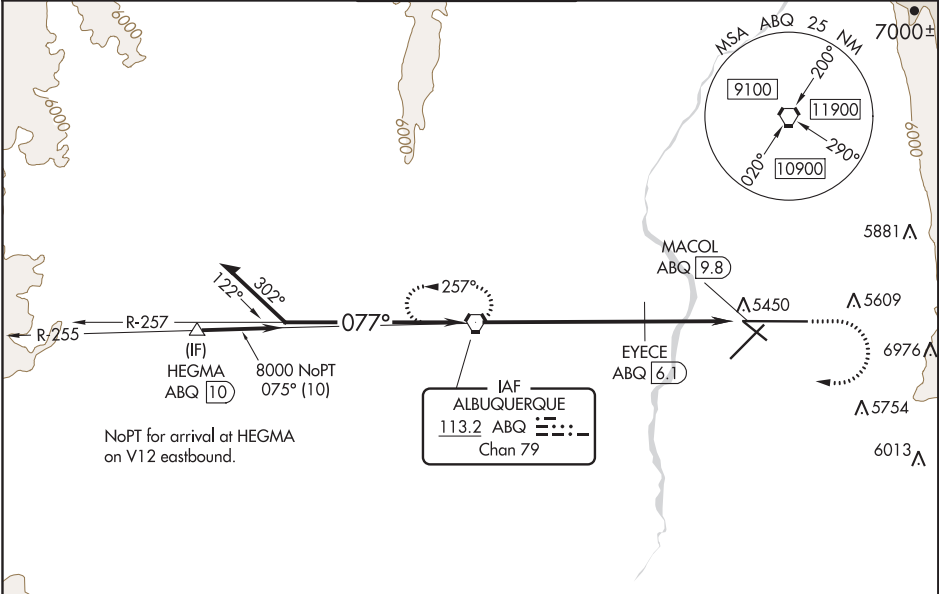 6000
6000
6000
7000±
MSA ABQ 25 NM
200°
9100
11900
290°
020°
10900
6000
5881
MACOL
ABQ 9.8
257°
302°
122°
5450
5609
R-257
077°
R-255
(IF)
HEGMA
ABQ 10
8000 NoPT
075° (10)
EYECE
ABQ 6.1
6976
IAF
ALBUQUERQUE
113.2 ABQ
Chan 79
5754
NoPT for arrival at HEGMA
on V12 eastbound.
6013